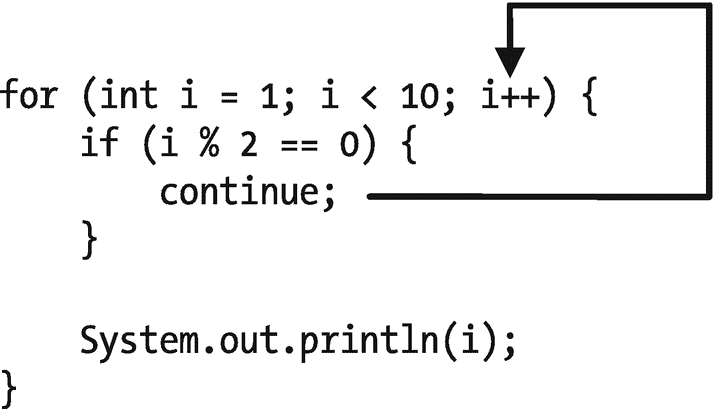 for (int i = 1; i < 10; i++) {
    if (i % 2 == 0) {
        continue;
    }

    System.out.println(i);
}